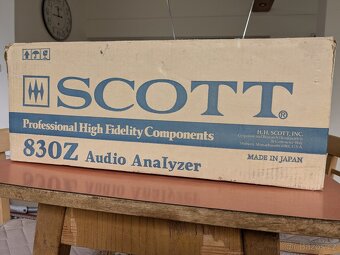 SCOTT®
Professional High Fidelity Components
H.H. SCOTT, INC.
830Z Audio Analyzer
MADE IN JAPAN